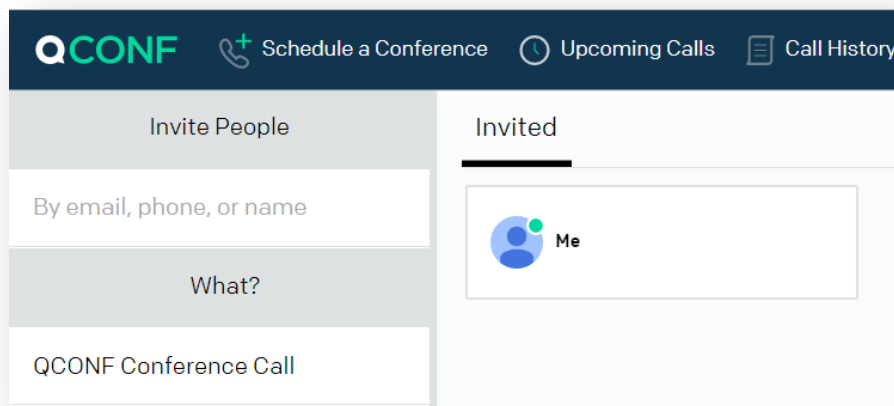 QCONF Schedule a Conference Upcoming Calls Call History
Invite People
By email, phone, or name
What?
QCONF Conference Call
Invited
Me